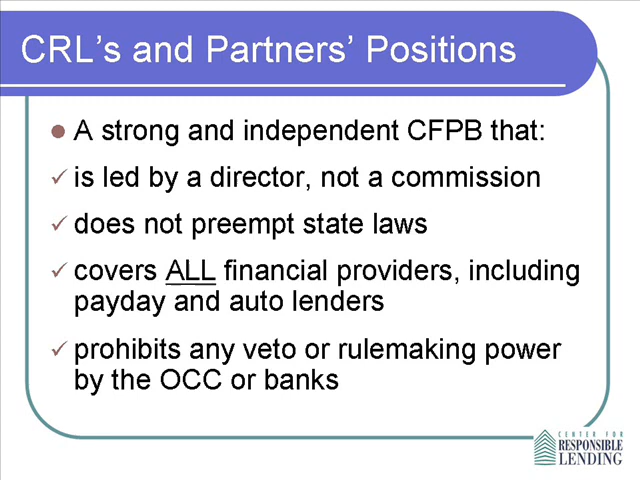 CRL's and Partners' Positions
A strong and independent CFPB that:
is led by a director, not a commission
does not preempt state laws
covers ALL financial providers, including
payday and auto lenders
prohibits any veto or rulemaking power
by the OCC or banks
CENTER FOR
RESPONSIBLE
LENDING